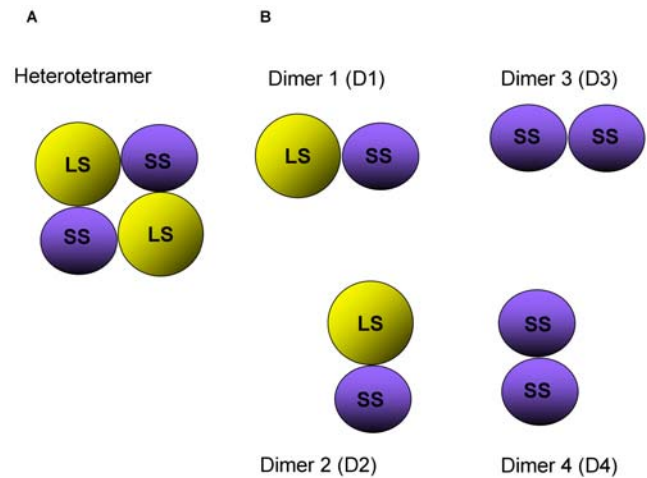 A
B
Heterotetramer
Dimer 1 (D1)
Dimer 3 (D3)
LS
SS
SS
LS
LS
SS
SS
SS
LS
SS
SS
SS
Dimer 2 (D2)
Dimer 4 (D4)